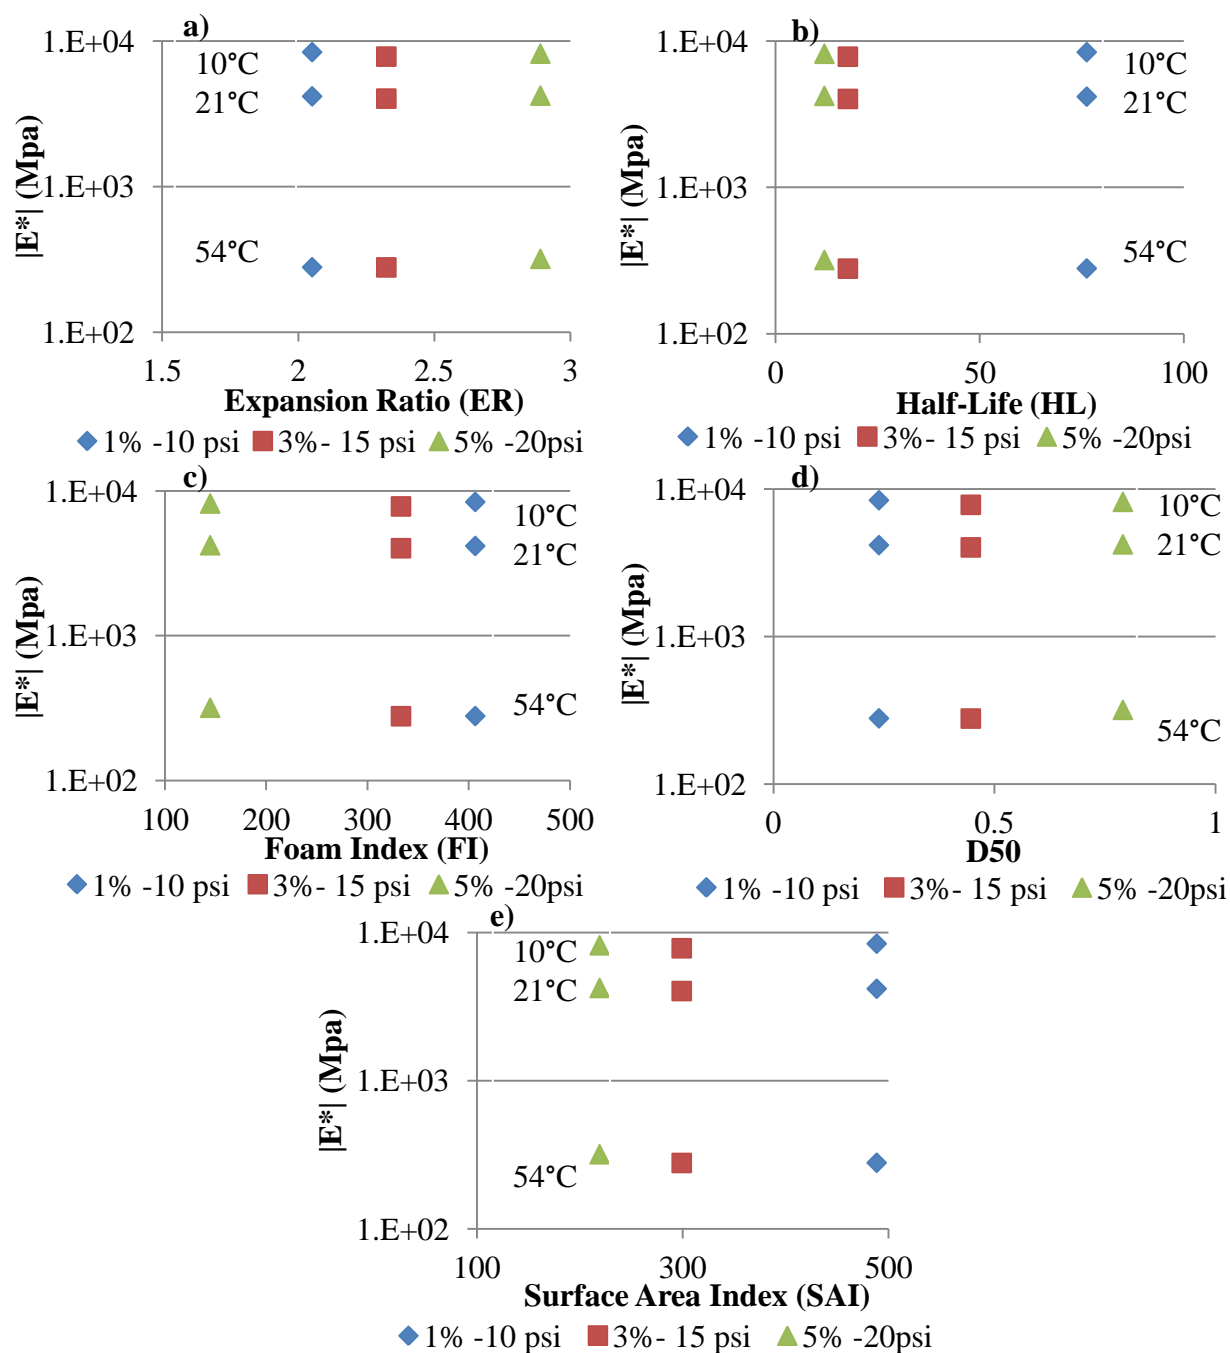 a)
1.E+04
10°C
21°C
1.E+03
54°C
1.E+02
1.5 2 2.5 3
|E*| (Mpa)
Expansion Ratio (ER)
1% -10 psi 3%- 15 psi 5% -20psi
b)
1.E+04
10°C
21°C
1.E+03
54°C
1.E+02
0 50 100
|E*| (Mpa)
Half-Life (HL)
1% -10 psi 3%- 15 psi 5% -20psi
c)
1.E+04
10°C
21°C
1.E+03
54°C
1.E+02
100 200 300 400 500
|E*| (Mpa)
Foam Index (FI)
1% -10 psi 3%- 15 psi 5% -20psi
d)
1.E+04
10°C
21°C
1.E+03
54°C
1.E+02
0 0.5 1
|E*| (Mpa)
D50
1% -10 psi 3%- 15 psi 5% -20psi
e)
1.E+04
10°C
21°C
1.E+03
54°C
1.E+02
100 300 500
|E*| (Mpa)
Surface Area Index (SAI)
1% -10 psi 3%- 15 psi 5% -20psi